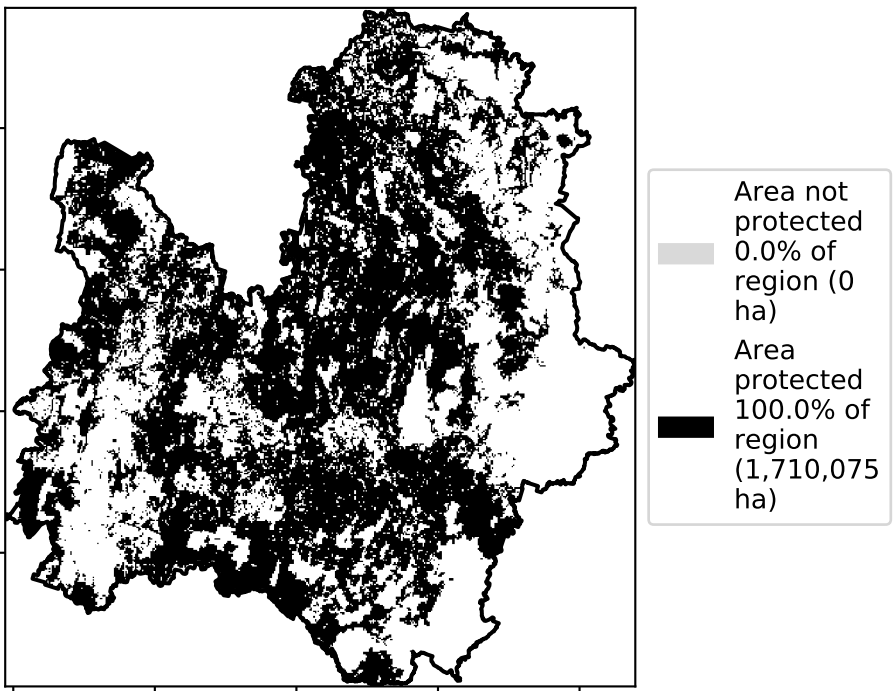 Area not
protected
0.0% of
region (0
ha)
Area
protected
100.0% of
region
(1,710,075
ha)